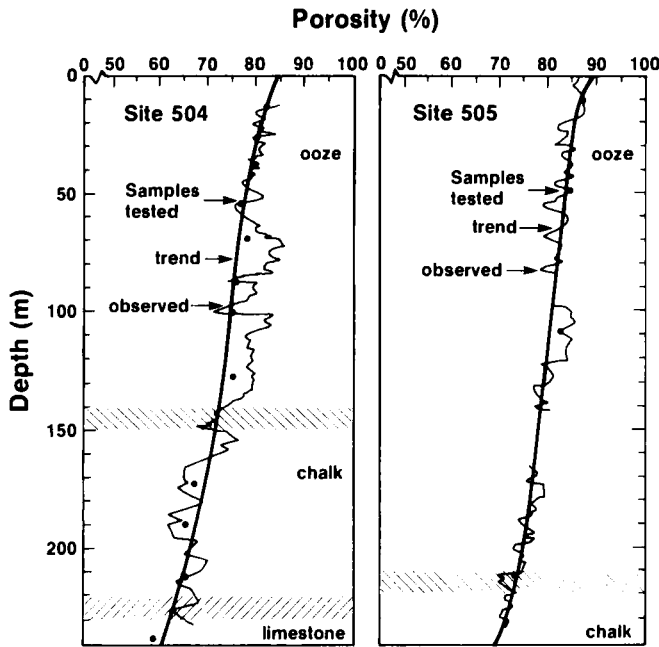 Porosity (%)
0 50 60 70 80 90 100
0 50 60 70 80 90 100
0
50
100
150
200
Depth (m)
Site 504
ooze
Samples
tested
trend
observed
chalk
limestone
Site 505
ooze
Samples
tested
trend
observed
chalk